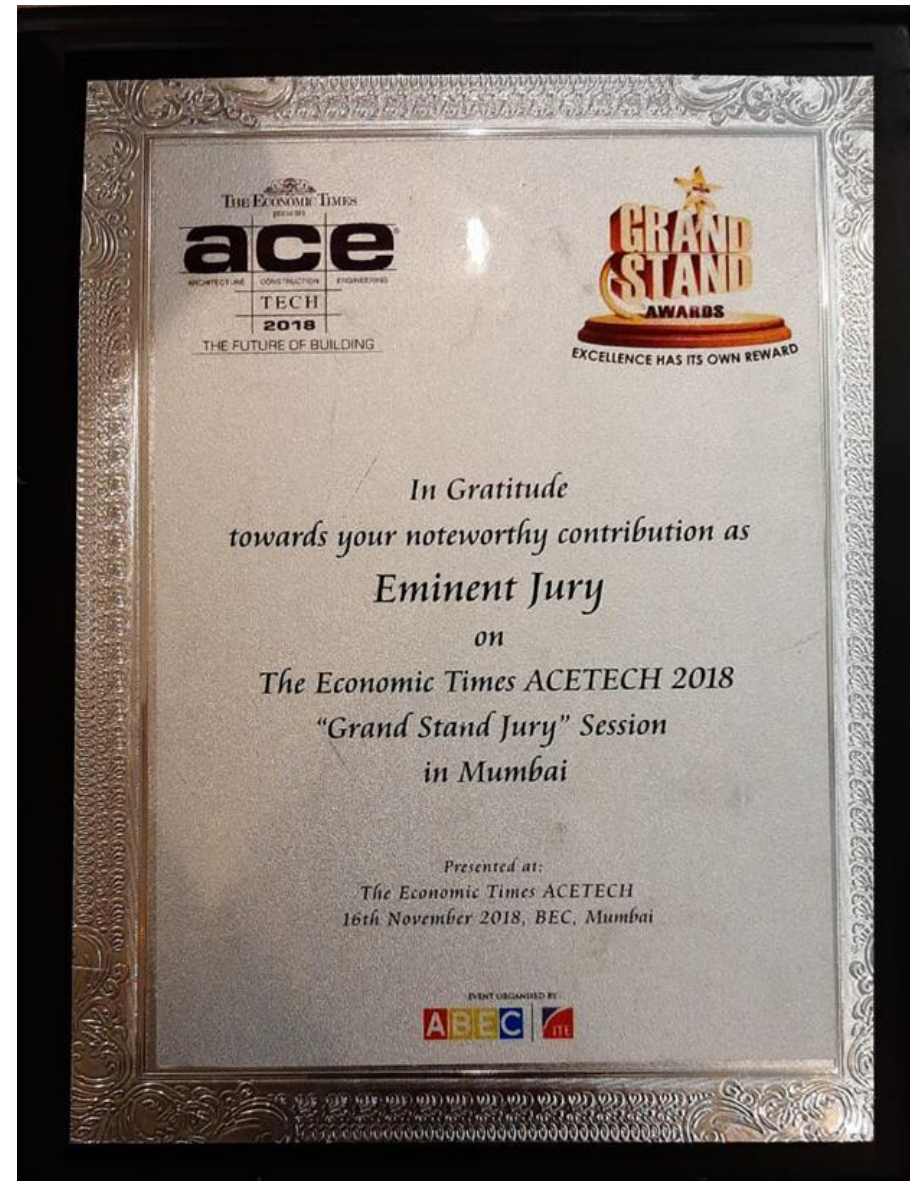 THE ECONOMIC TIMES
presents
ace
ARCHITECTURE CONSTRUCTION ENGINEERING
TECH
2018
THE FUTURE OF BUILDING
GRAND
STAND
AWARDS
EXCELLENCE HAS ITS OWN REWARD
In Gratitude
towards your noteworthy contribution as
Eminent Jury
on
The Economic Times ACETECH 2018
“Grand Stand Jury” Session
in Mumbai
Presented at:
The Economic Times ACETECH
16th November 2018, BEC, Mumbai
EVENT ORGANISED BY
ABEC ITE